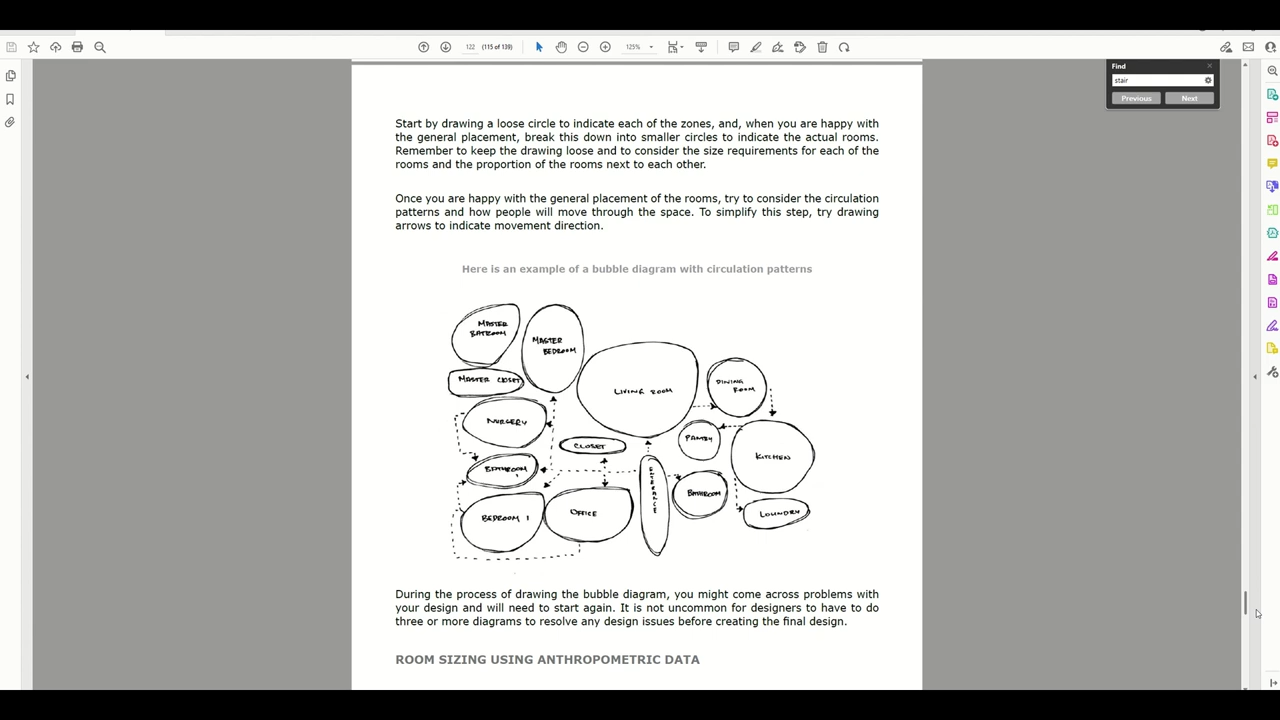 122
(115 of 139)
125%
Find
stair
Previous
Next
Start by drawing a loose circle to indicate each of the zones, and, when you are happy with
the general placement, break this down into smaller circles to indicate the actual rooms.
Remember to keep the drawing loose and to consider the size requirements for each of the
rooms and the proportion of the rooms next to each other.
Once you are happy with the general placement of the rooms, try to consider the circulation
patterns and how people will move through the space. To simplify this step, try drawing
arrows to indicate movement direction.
Here is an example of a bubble diagram with circulation patterns
MASTER
BATROOM
MASTER
BEDROOM
MASTER CLOSET
LIVING ROOM
DINING
ROOM
NURSERY
CLOSET
PANTRY
KITCHEN
BATHROOM
1
ENTERANCE
BATHROOM
BEDROOM 1
OFFICE
LOUNDRY
During the process of drawing the bubble diagram, you might come across problems with
your design and will need to start again. It is not uncommon for designers to have to do
three or more diagrams to resolve any design issues before creating the final design.
ROOM SIZING USING ANTHROPOMETRIC DATA